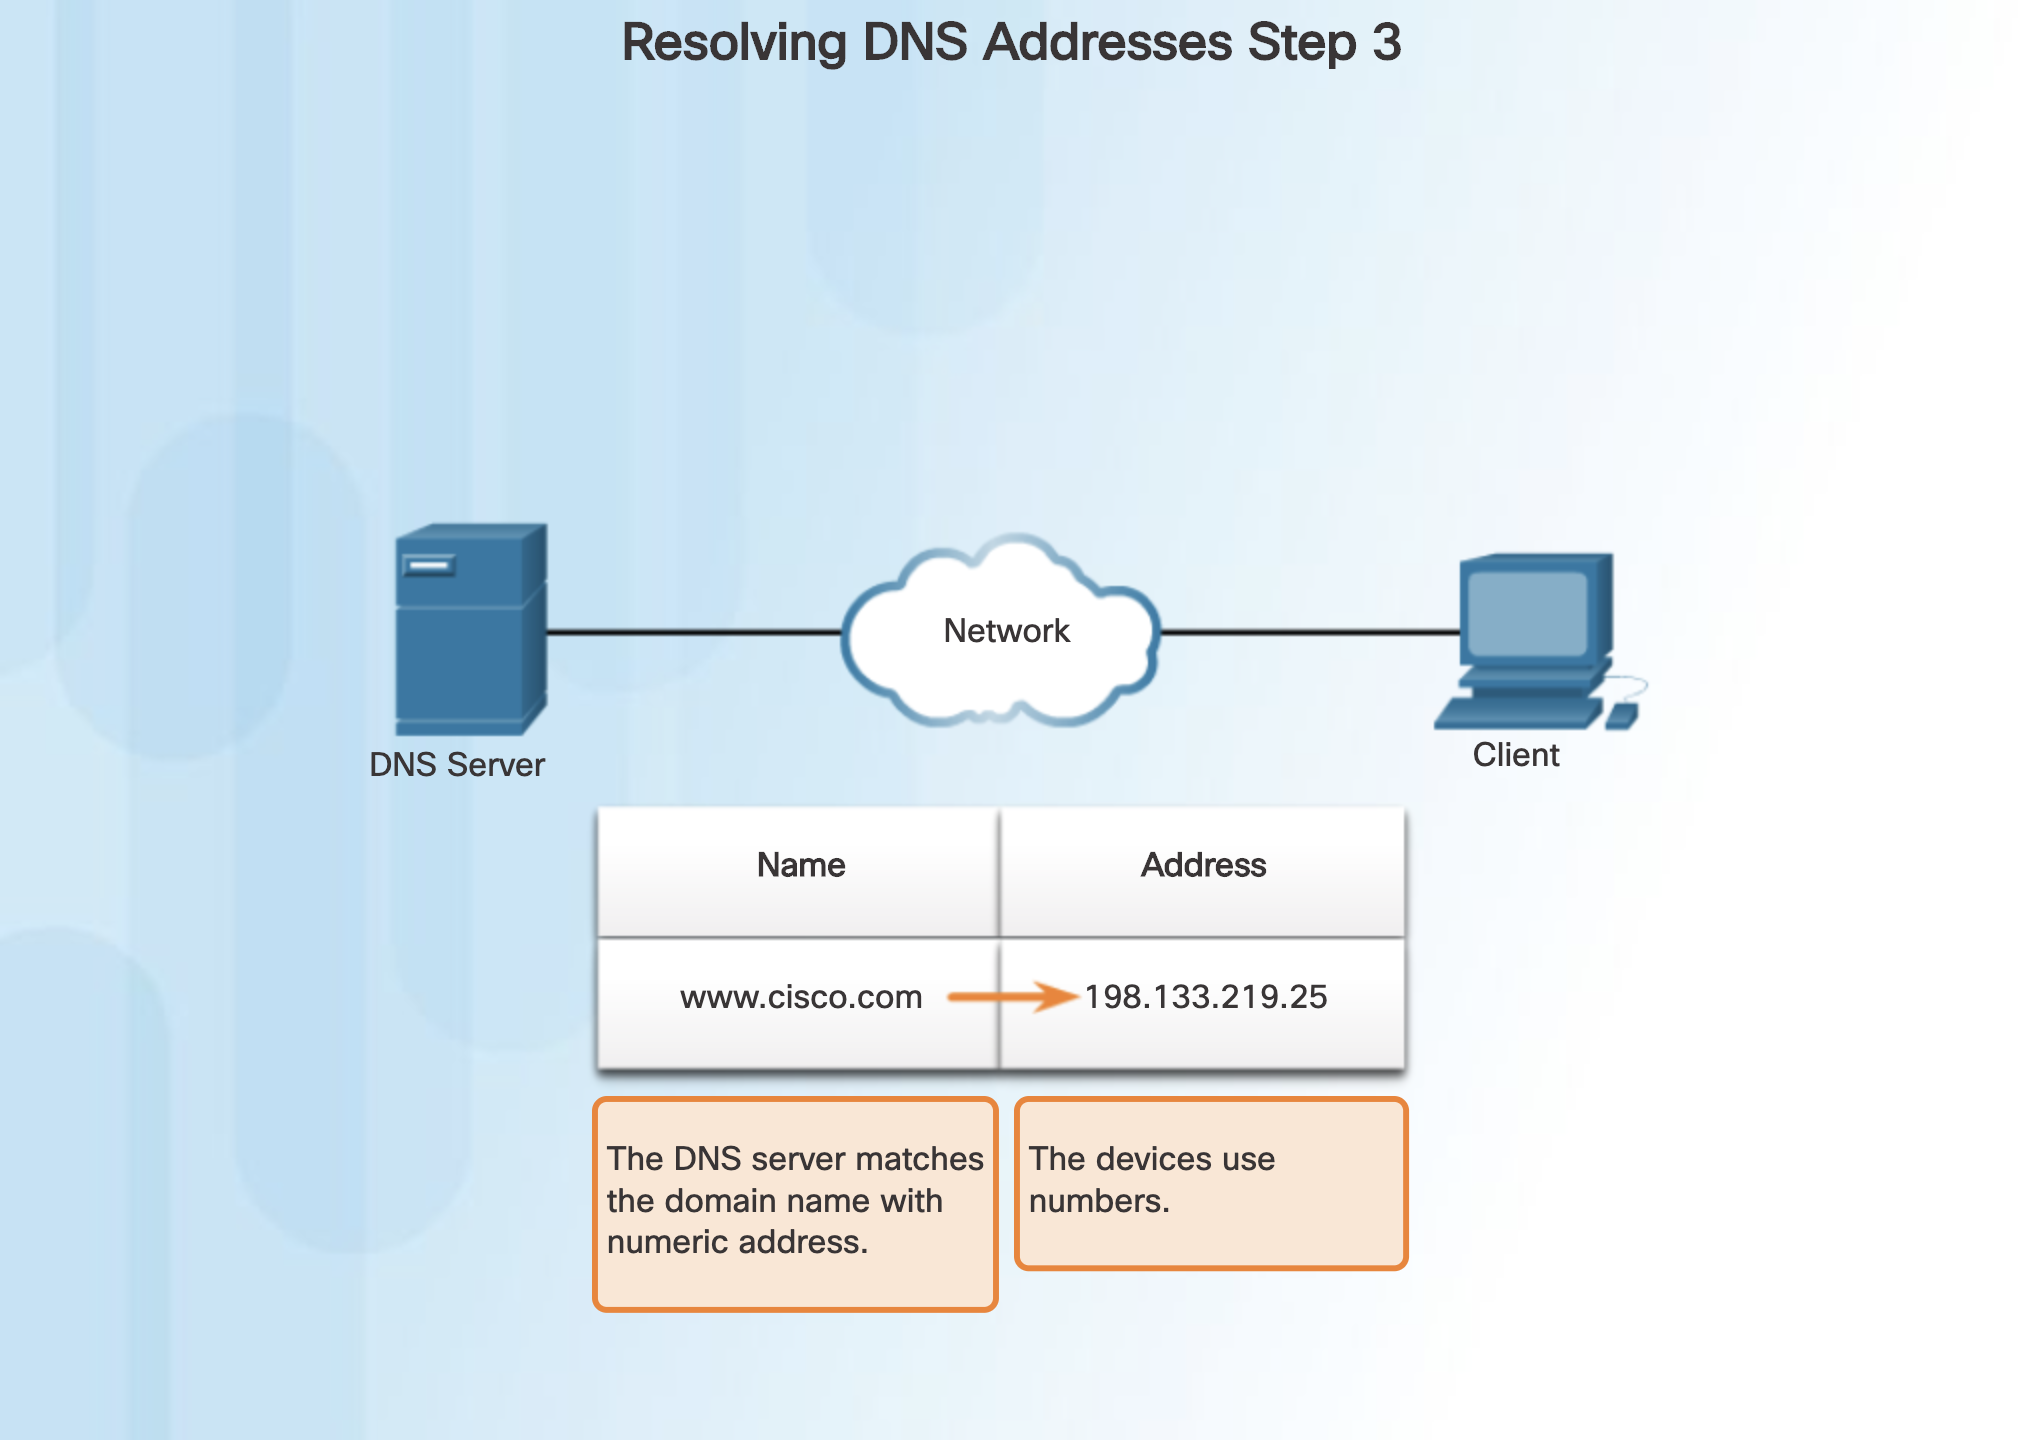 Resolving DNS Addresses Step 3
Network
DNS Server
Client
Name
Address
www.cisco.com
198.133.219.25
The DNS server matches
the domain name with
numeric address.
The devices use
numbers.